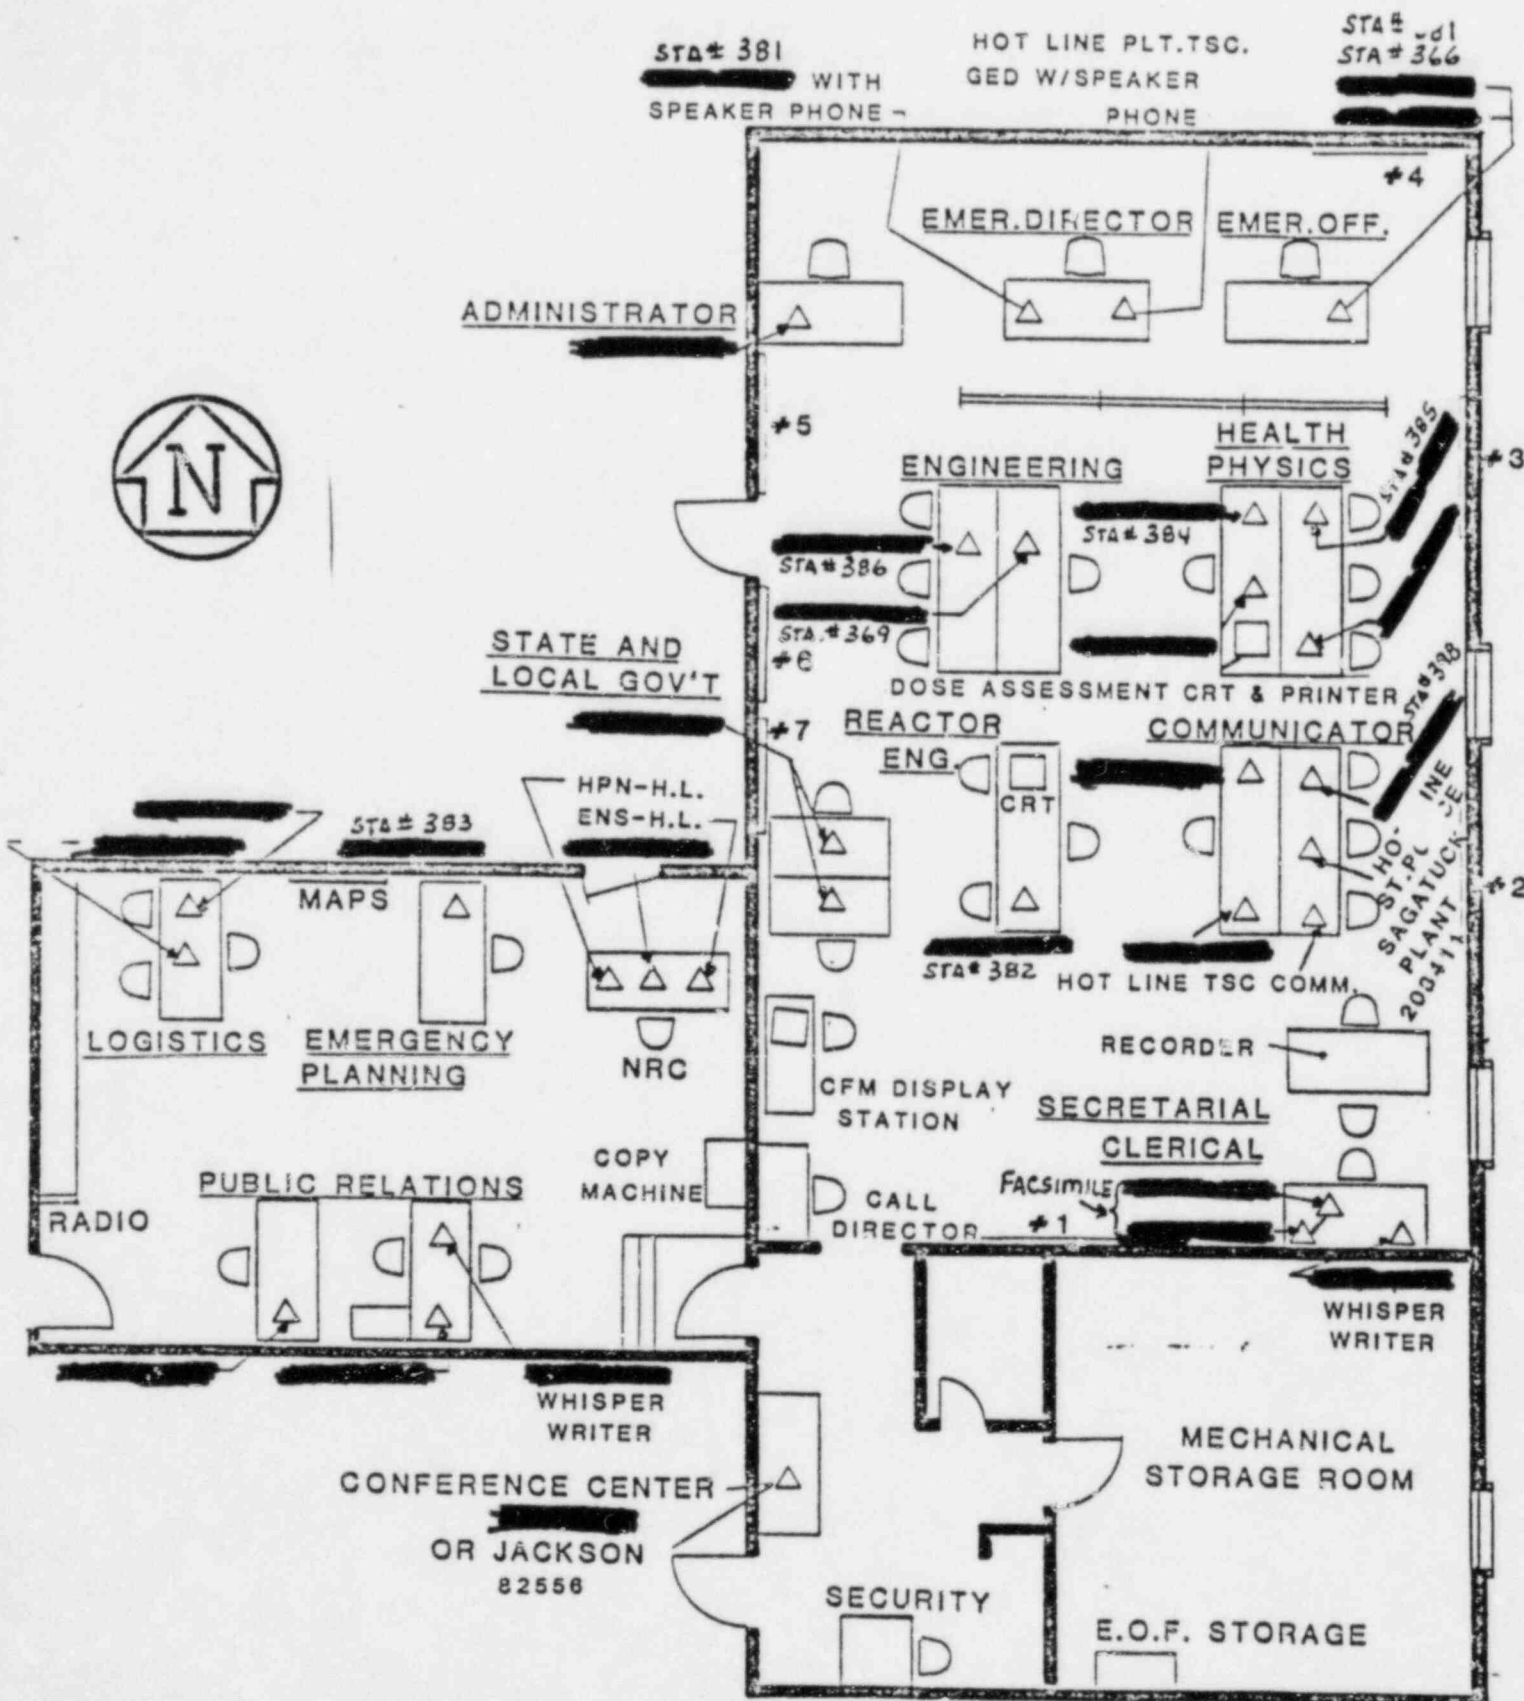 STA# 381
WITH
SPEAKER PHONE
HOT LINE PLT.TSC.
GED W/SPEAKER
PHONE
STA#
STA# 366
#4
EMER.DIRECTOR
EMER.OFF.
ADMINISTRATOR
N
#5
HEALTH
PHYSICS
ENGINEERING
STA# 385
#3
STA# 384
STA# 386
STA.# 369
#6
STATE AND
LOCAL GOV'T
DOSE ASSESSMENT CRT & PRINTER
STA# 398
#7
REACTOR
ENG.
COMMUNICATOR
CRT
HPN-H.L.
ENS-H.L.
STA# 383
MAPS
ST.
SAGATUCK
PLANT
#2
STA# 382
HOT LINE TSC COMM.
LOGISTICS
EMERGENCY
PLANNING
NRC
RECORDER
CFM DISPLAY
STATION
SECRETARIAL
CLERICAL
COPY
MACHINE
PUBLIC RELATIONS
FACSIMILE
RADIO
CALL
DIRECTOR
#1
WHISPER
WRITER
WHISPER
WRITER
MECHANICAL
STORAGE ROOM
CONFERENCE CENTER
OR JACKSON
82556
SECURITY
E.O.F. STORAGE